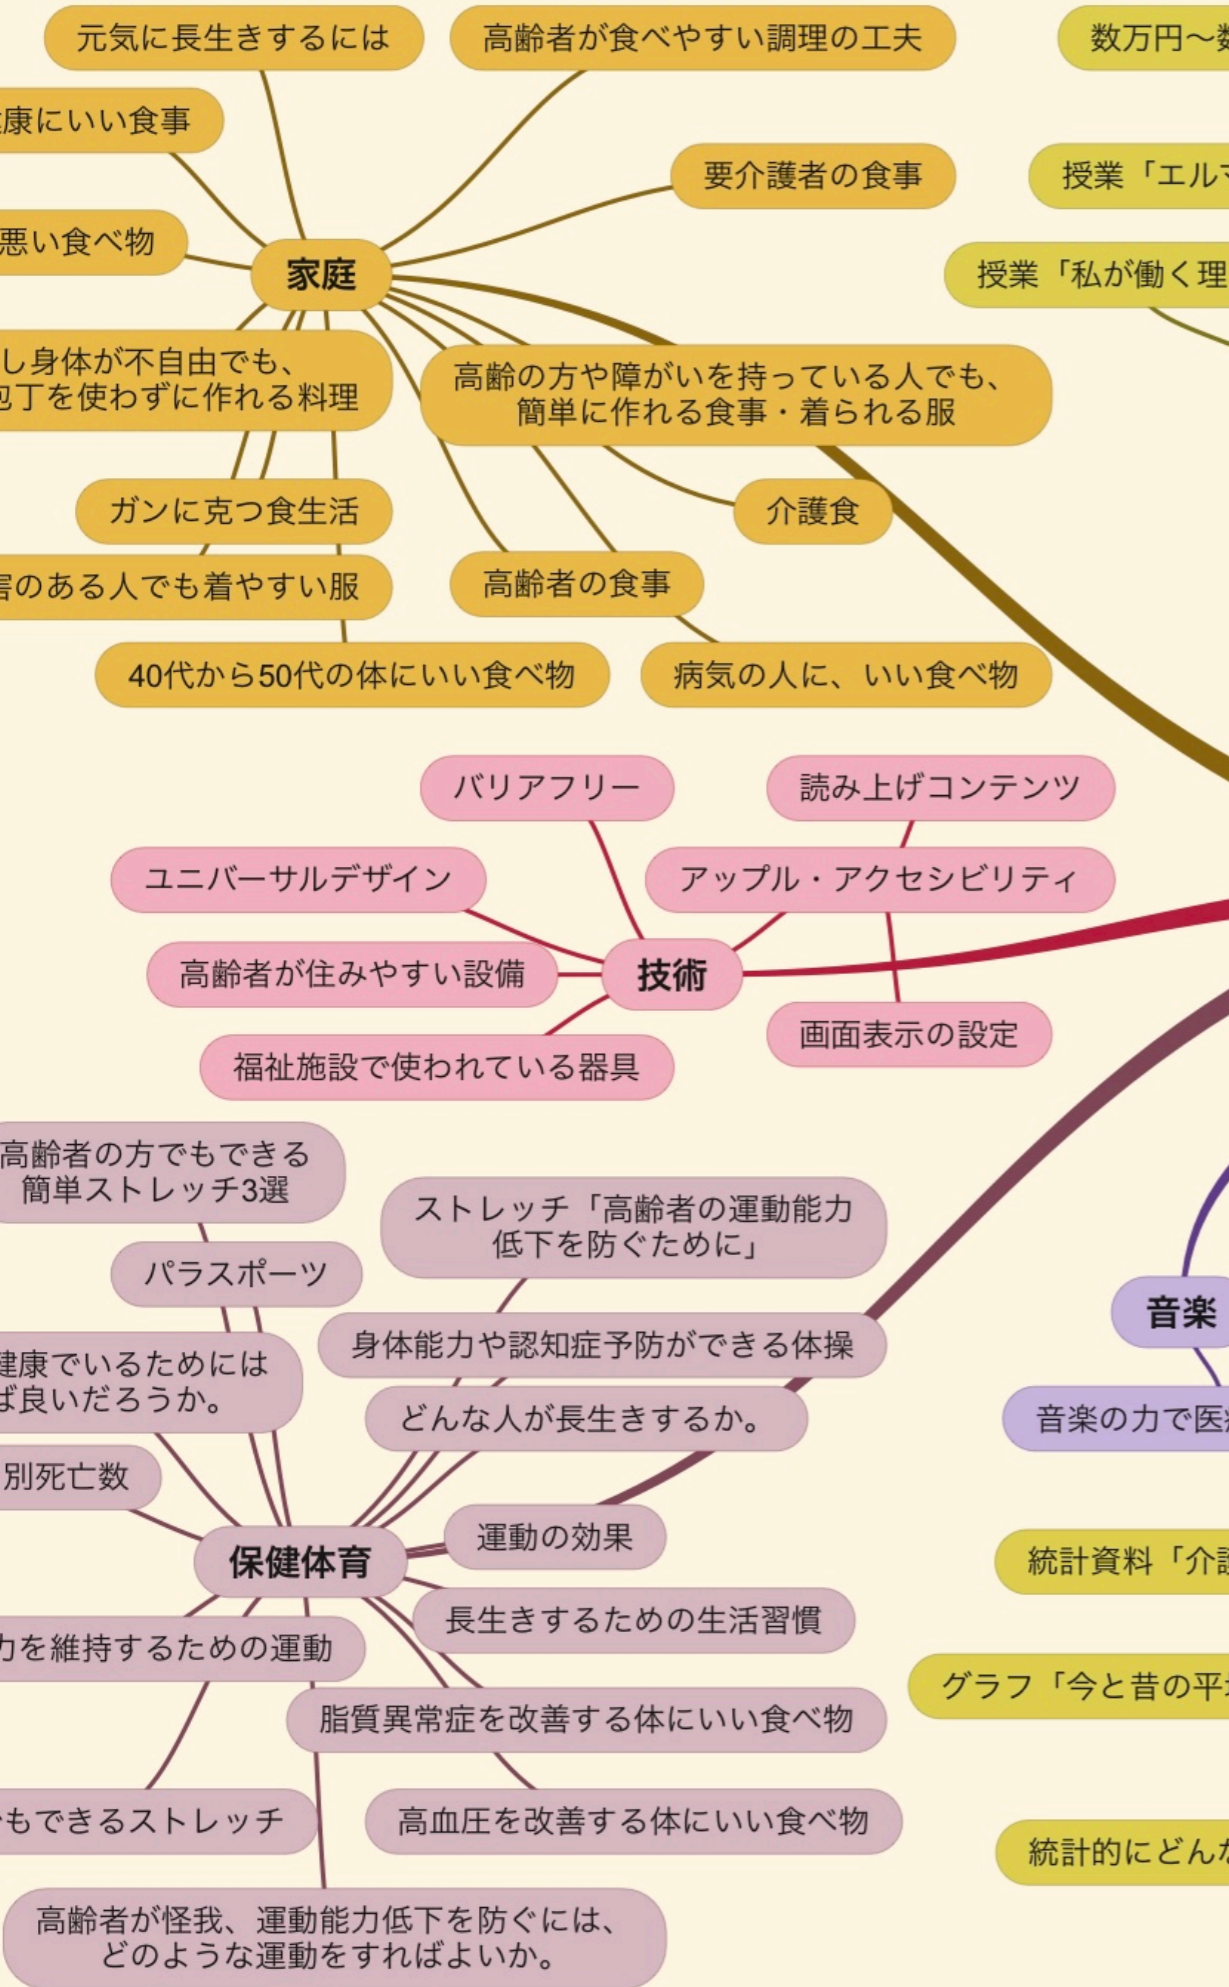 元気に長生きするには
高齢者が食べやすい調理の工夫
数万円〜
康にいい食事
要介護者の食事
授業「エルマ
悪い食べ物
家庭
授業「私が働く理
し身体が不自由でも、
包丁を使わずに作れる料理
高齢の方や障がいを持っている人でも、
簡単に作れる食事・着られる服
ガンに克つ食生活
介護食
害のある人でも着やすい服
高齢者の食事
40代から50代の体にいい食べ物
病気の人に、いい食べ物
バリアフリー
読み上げコンテンツ
ユニバーサルデザイン
アップル・アクセシビリティ
高齢者が住みやすい設備
技術
画面表示の設定
福祉施設で使われている器具
高齢者の方でもできる
簡単ストレッチ3選
ストレッチ「高齢者の運動能力
低下を防ぐために」
パラスポーツ
音楽
身体能力や認知症予防ができる体操
健康でいるためには
ば良いだろうか。
どんな人が長生きするか。
音楽の力で医療
別死亡数
運動の効果
保健体育
統計資料「介護
長生きするための生活習慣
力を維持するための運動
グラフ「今と昔の平均
脂質異常症を改善する体にいい食べ物
もできるストレッチ
高血圧を改善する体にいい食べ物
統計的にどんな
高齢者が怪我、運動能力低下を防ぐには、
どのような運動をすればよいか。